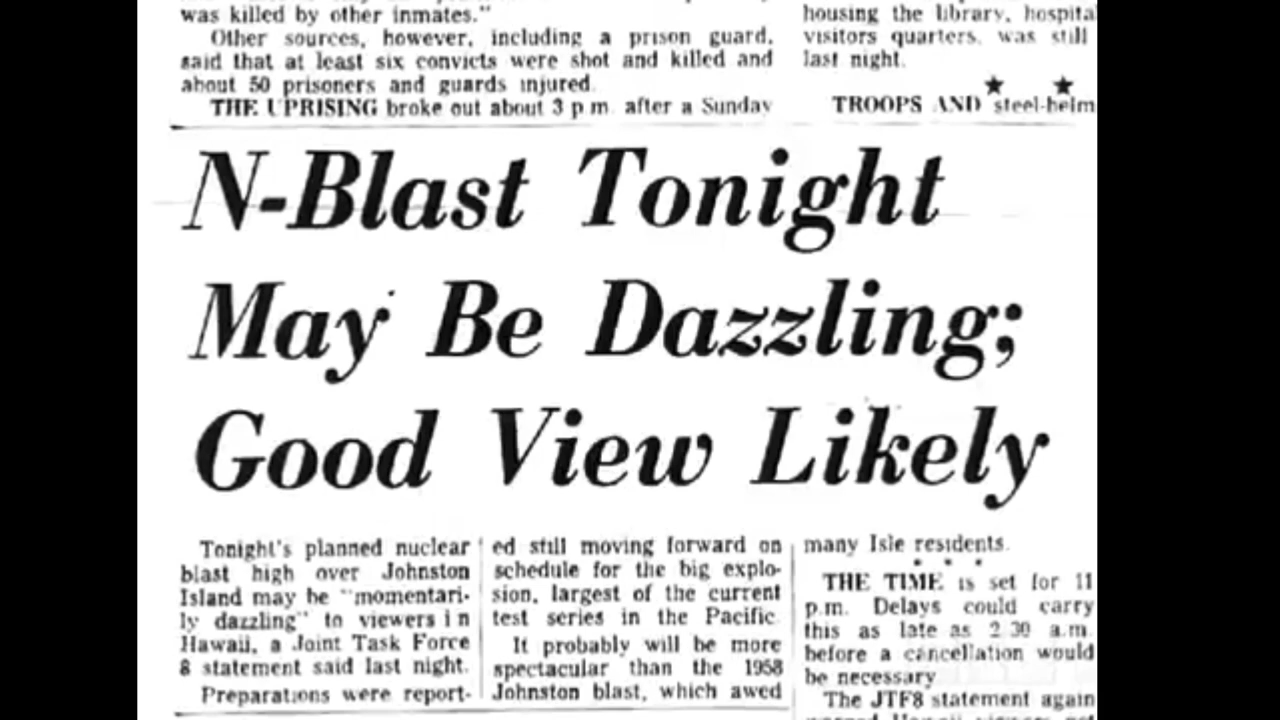 was killed by other inmates."
Other sources, however, including a prison guard,
said that at least six convicts were shot and killed and
about 50 prisoners and guards injured.
THE UPRISING broke out about 3 p m. after a Sunday
housing the library, hospita
visitors quarters, was still
last night.
★ ★
TROOPS AND steel-helm
N-Blast Tonight
May Be Dazzling;
Good View Likely
Tonight's planned nuclear
blast high over Johnston
Island may be "momentari-
ly dazzling" to viewers in
Hawaii, a Joint Task Force
8 statement said last night.
Preparations were report-
ed still moving forward on
schedule for the big explo-
sion, largest of the current
test series in the Pacific.
It probably will be more
spectacular than the 1958
Johnston blast, which awed
many Isle residents.
THE TIME is set for 11
p.m. Delays could carry
this as late as 2 30 a.m.
before a cancellation would
be necessary
The JTF8 statement again